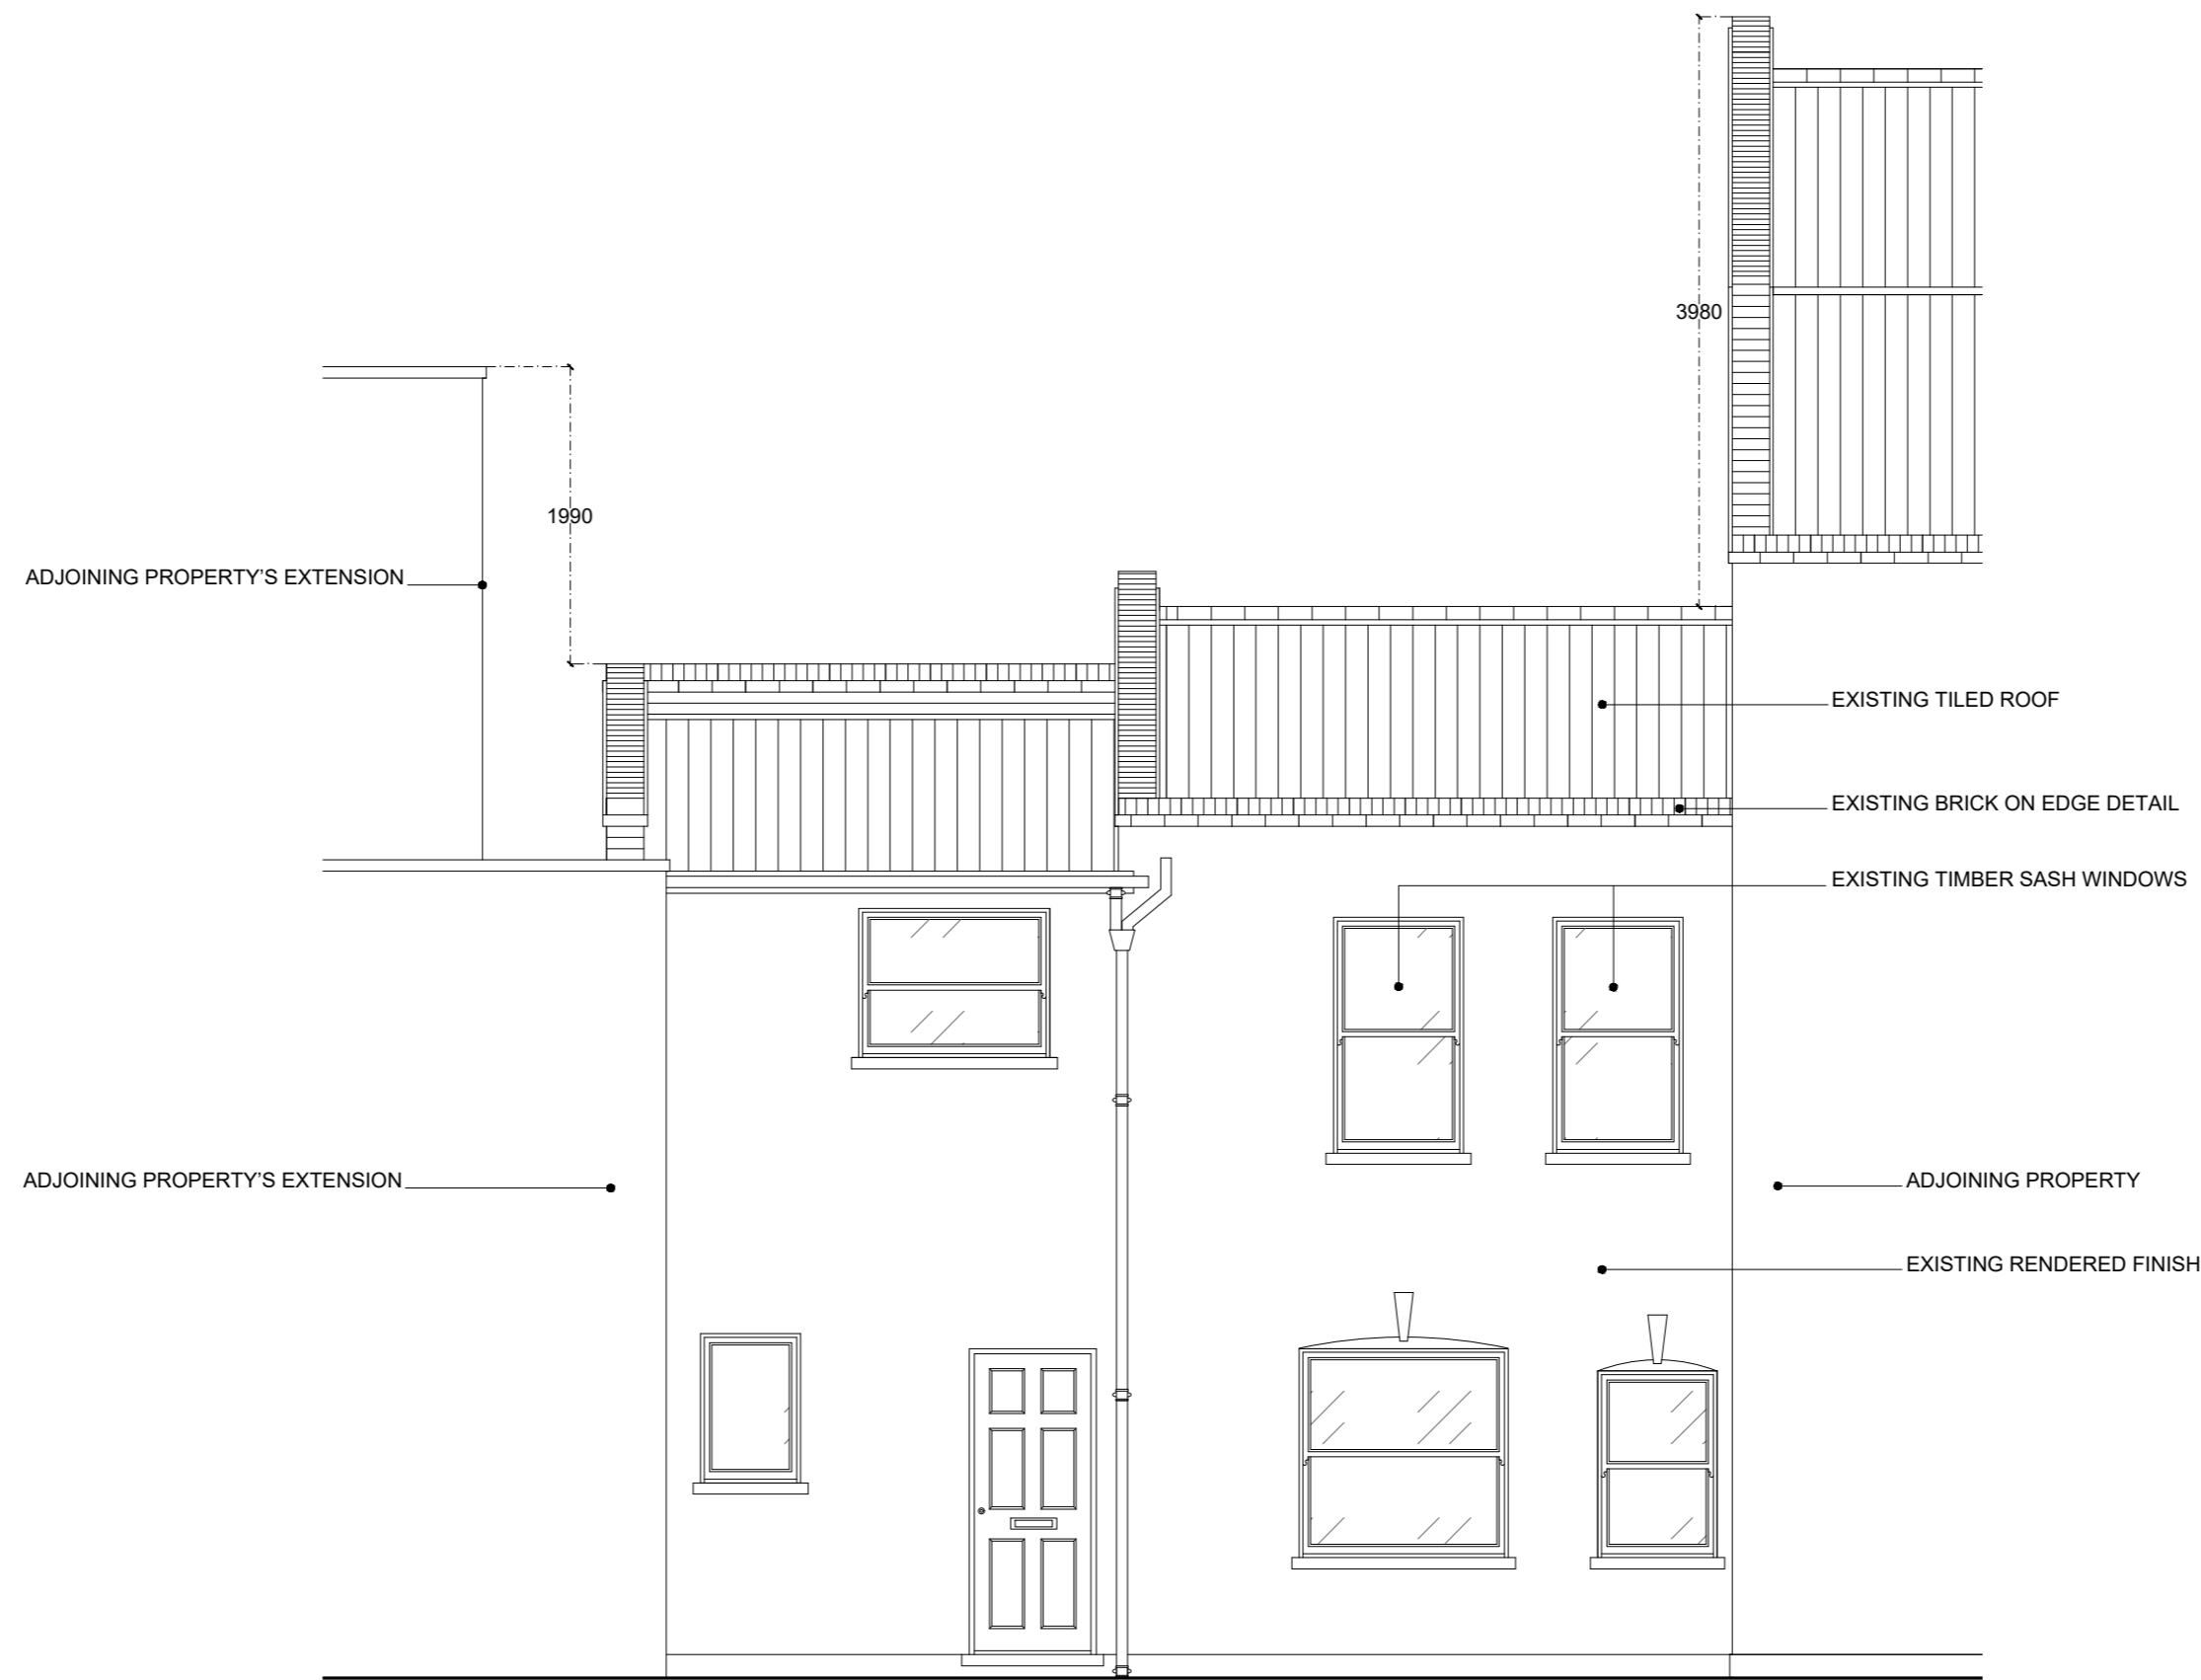 3980
1990
ADJOINING PROPERTY'S EXTENSION
EXISTING TILED ROOF
EXISTING BRICK ON EDGE DETAIL
EXISTING TIMBER SASH WINDOWS
ADJOINING PROPERTY'S EXTENSION
ADJOINING PROPERTY
EXISTING RENDERED FINISH